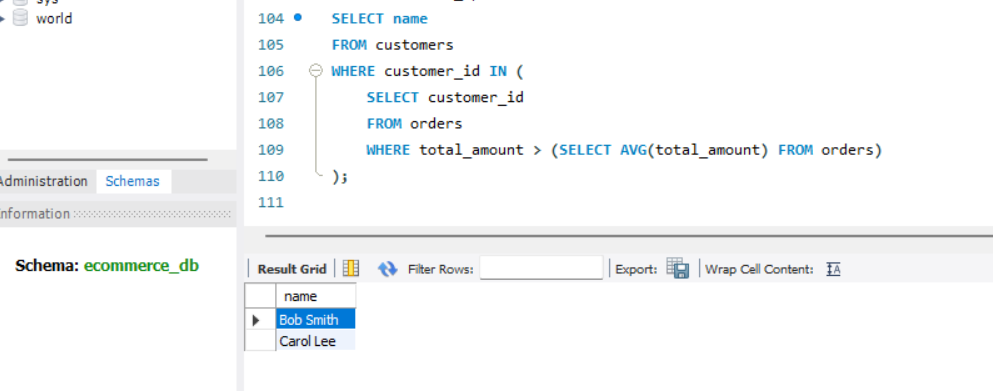 world
Administration Schemas
Information
Schema: ecommerce_db
104 SELECT name
105 FROM customers
106 WHERE customer_id IN (
107 SELECT customer_id
108 FROM orders
109 WHERE total_amount > (SELECT AVG(total_amount) FROM orders)
110 );
111
Result Grid Filter Rows: Export: Wrap Cell Content: IA
name
Bob Smith
Carol Lee